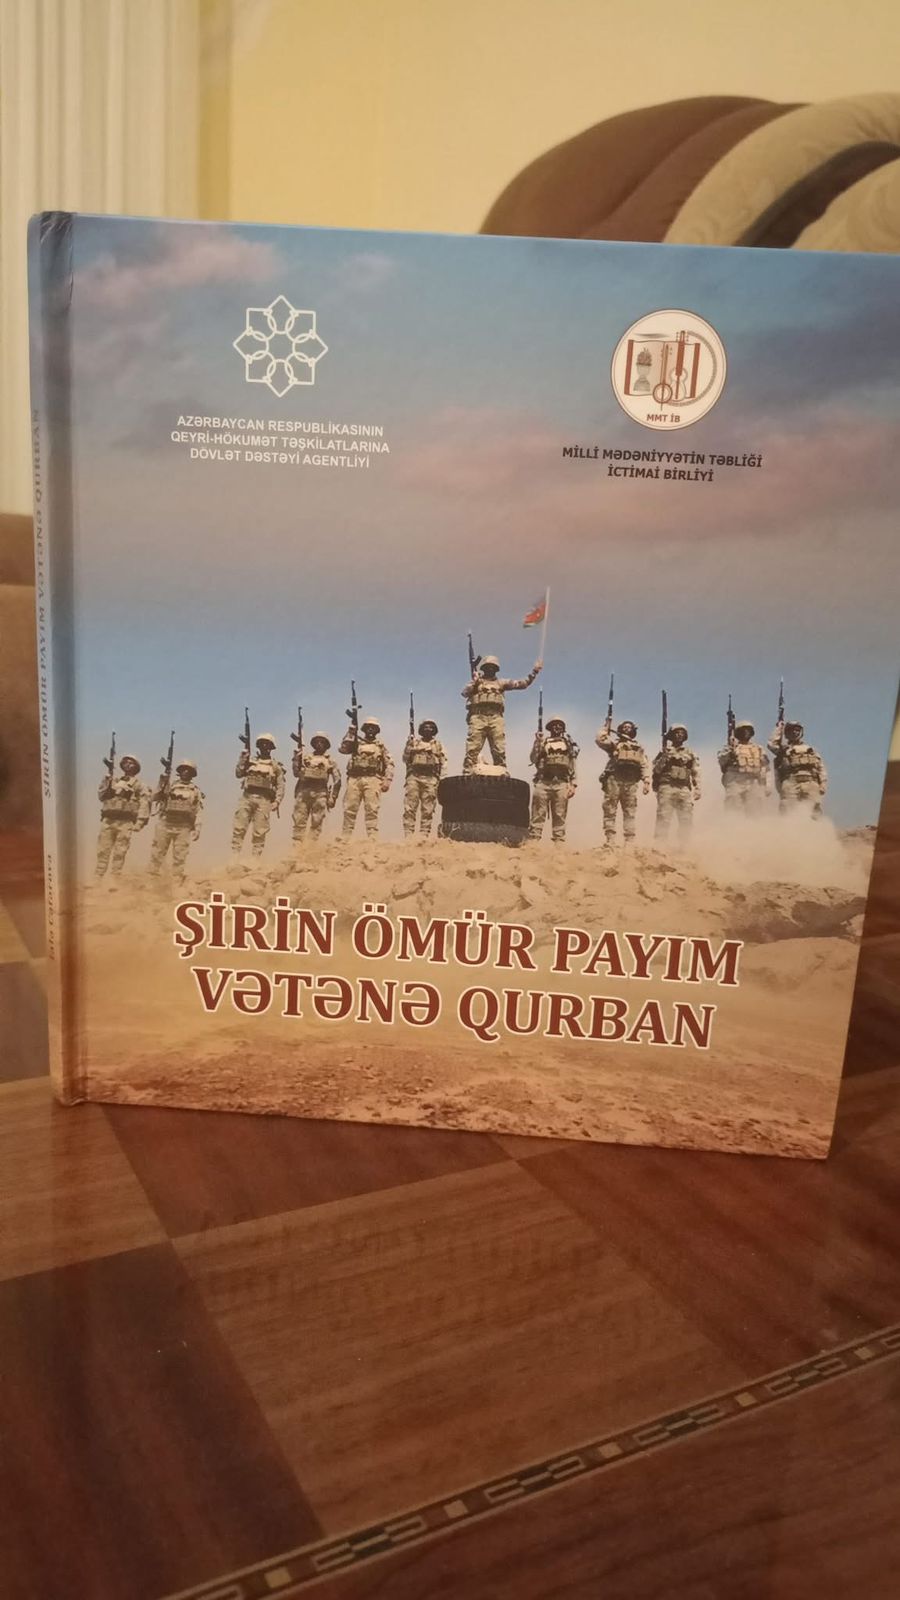 AZƏRBAYCAN RESPUBLİKASININ
QEYRİ-HÖKUMƏT TƏŞKİLATLARINA
DÖVLƏT DƏSTƏYİ AGENTLİYİ
MMT İB
MİLLİ MƏDƏNİYYƏTİN TƏBLİĞİ
İCTİMAİ BİRLİYİ
ŞİRİN ÖMÜR PAYIM
VƏTƏNƏ QURBAN
ŞİRİN ÖMÜR PAYIM VƏTƏNƏ QURBAN